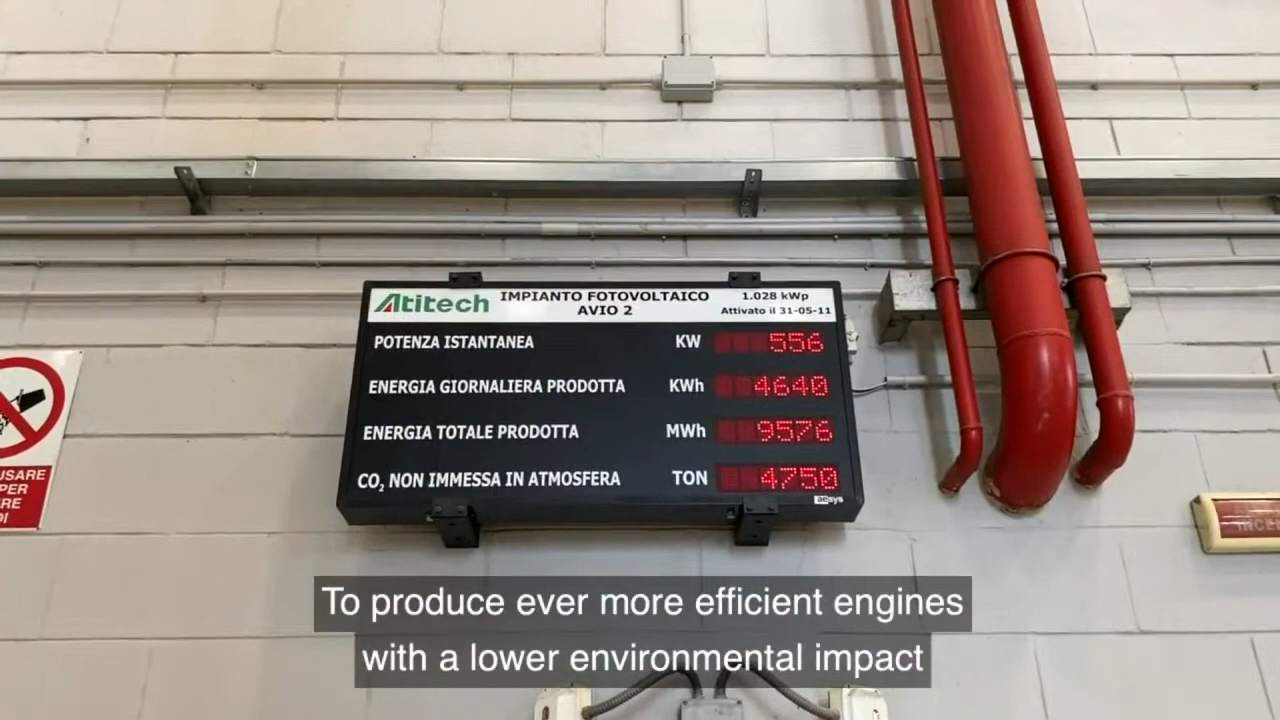 Atitech
IMPIANTO FOTOVOLTAICO
AVIO 2
1.028 kWp
Attivato il 31-05-11
POTENZA ISTANTANEA KW 556
ENERGIA GIORNALIERA PRODOTTA KWh 4640
ENERGIA TOTALE PRODOTTA MWh 9576
CO₂ NON IMMESSA IN ATMOSFERA TON 4750
aesys
USARE
PER
To produce ever more efficient engines
with a lower environmental impact